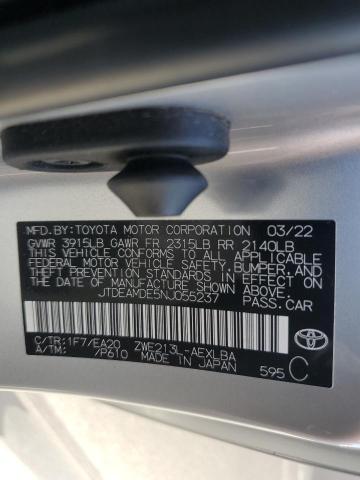 MFD.BY:TOYOTA MOTOR CORPORATION 03/22
GVWR 3915LB GAWR FR 2315LB RR 2140LB
THIS VEHICLE CONFORMS TO ALL APPLICABLE
FEDERAL MOTOR VEHICLE SAFETY,BUMPER,AND
THEFT PREVENTION STANDARDS IN EFFECT ON
THE DATE OF MANUFACTURE SHOWN ABOVE.
JTDEAMDE5NJ055237 PASS.CAR
C/TR:1F7/EA20 ZWE213L-AEXLBA
A/TM: /P610 MADE IN JAPAN 595 C
TOYOTA